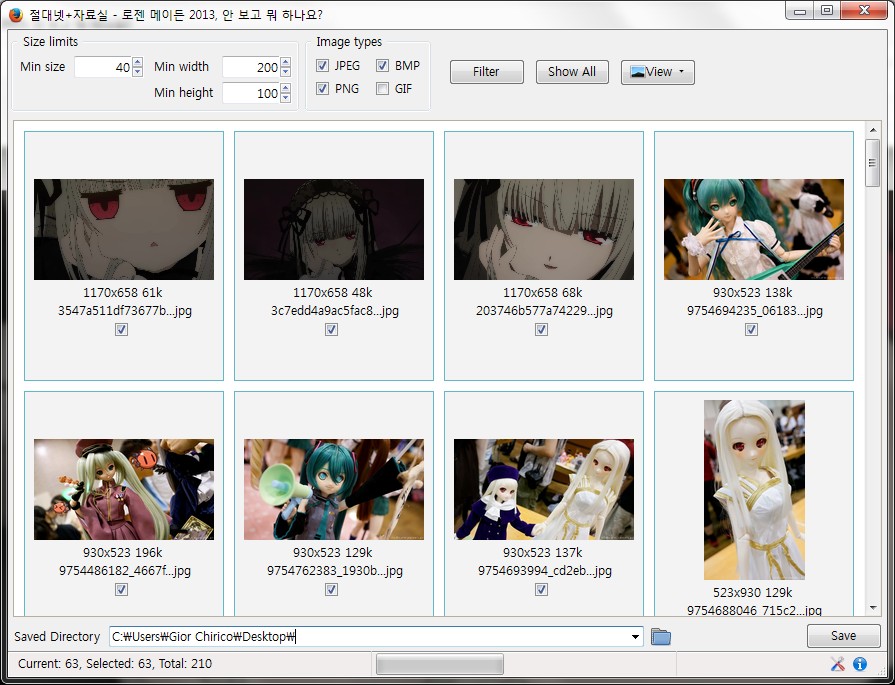 절대넷+자료실 - 로젠 메이든 2013, 안 보고 뭐 하나요?
Size limits
Min size 40 Min width 200
Min height 100
Image types
JPEG BMP
PNG GIF
Filter Show All View
1170x658 61k
3547a511df73677b...jpg
1170x658 48k
3c7edd4a9ac5fac8...jpg
1170x658 68k
203746b577a74229...jpg
930x523 138k
9754694235_06183...jpg
930x523 196k
9754486182_4667f...jpg
930x523 129k
9754762383_1930b...jpg
930x523 137k
9754693994_cd2eb...jpg
523x930 129k
9754688046_715c2...jpg
Saved Directory C:₩Users₩Gior Chirico₩Desktop₩ Save
Current: 63, Selected: 63, Total: 210